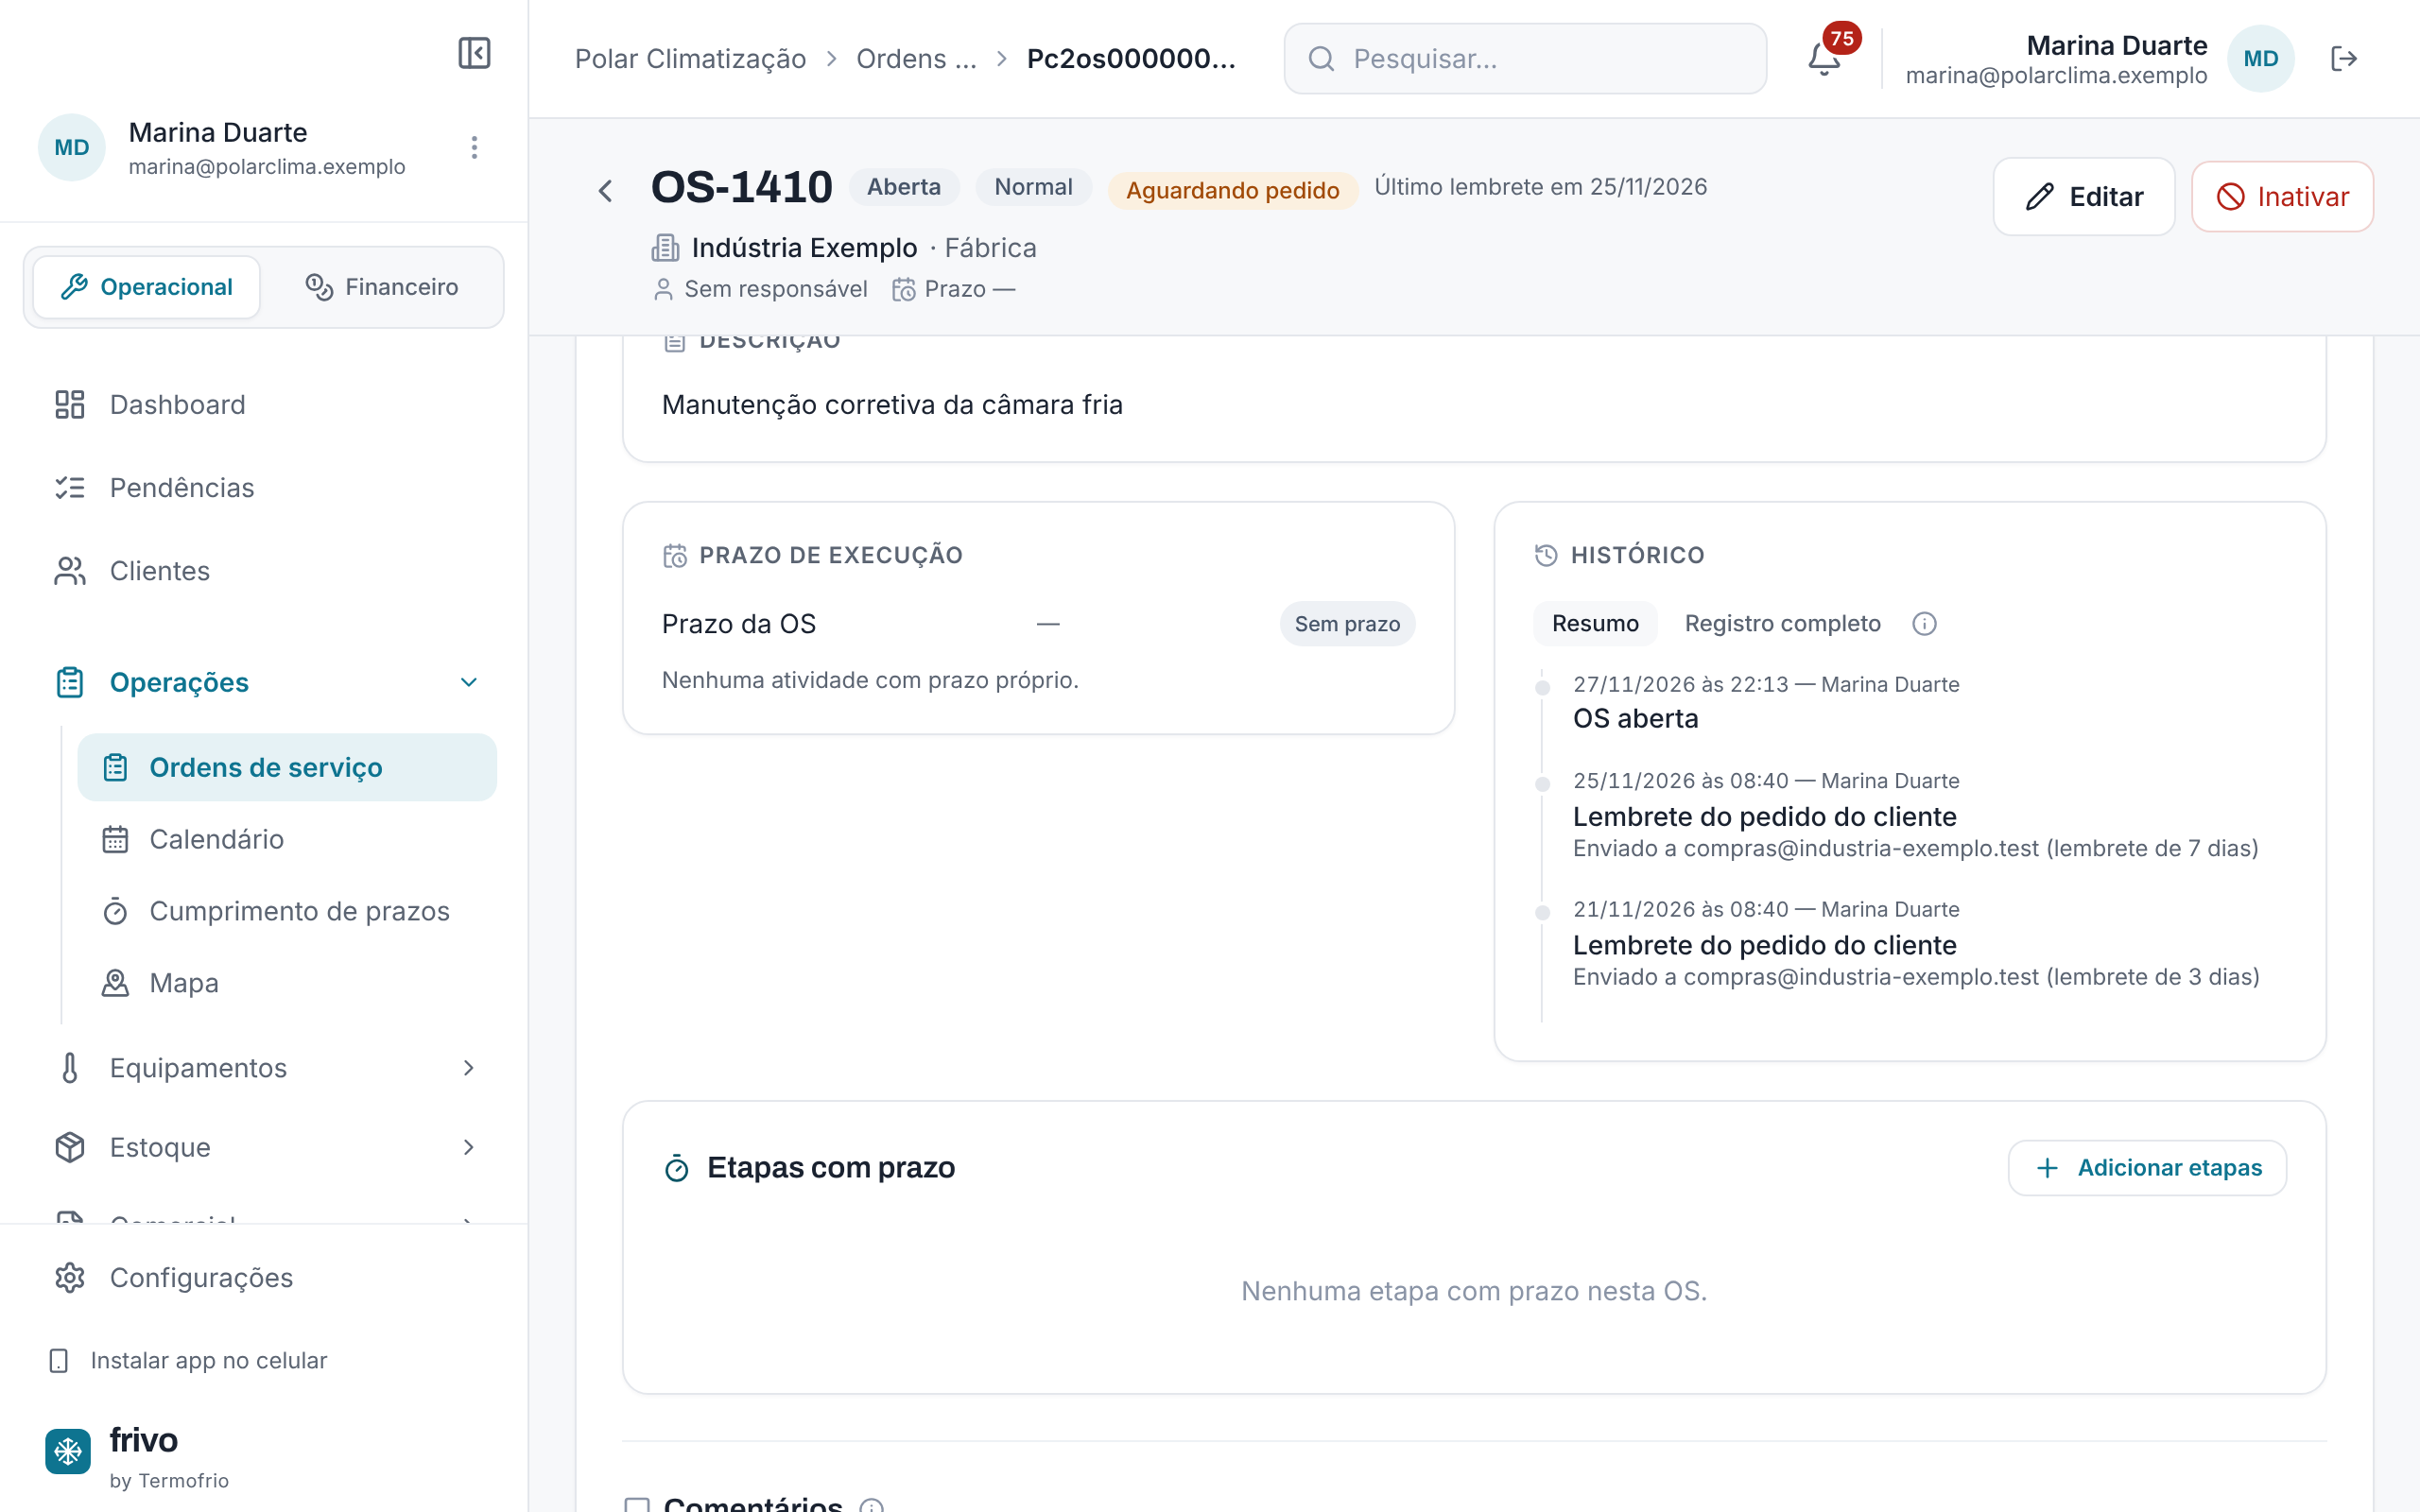 Polar Climatização
Ordens ...
Pc2os000000...
Pesquisar...
75
Marina Duarte
marina@polarclima.exemplo
MD
MD
Marina Duarte
marina@polarclima.exemplo
Operacional
Financeiro
Dashboard
Pendências
Clientes
Operações
Ordens de serviço
Calendário
Cumprimento de prazos
Mapa
Equipamentos
Estoque
Comercial
Configurações
Instalar app no celular
frivo
by Termofrio
OS-1410
Aberta
Normal
Aguardando pedido
Último lembrete em 25/11/2026
Editar
Inativar
Indústria Exemplo · Fábrica
Sem responsável
Prazo —
DESCRIÇÃO
Manutenção corretiva da câmara fria
PRAZO DE EXECUÇÃO
Prazo da OS
—
Sem prazo
Nenhuma atividade com prazo próprio.
HISTÓRICO
Resumo
Registro completo
27/11/2026 às 22:13 — Marina Duarte
OS aberta
25/11/2026 às 08:40 — Marina Duarte
Lembrete do pedido do cliente
Enviado a compras@industria-exemplo.test (lembrete de 7 dias)
21/11/2026 às 08:40 — Marina Duarte
Lembrete do pedido do cliente
Enviado a compras@industria-exemplo.test (lembrete de 3 dias)
Etapas com prazo
Adicionar etapas
Nenhuma etapa com prazo nesta OS.
Comentários